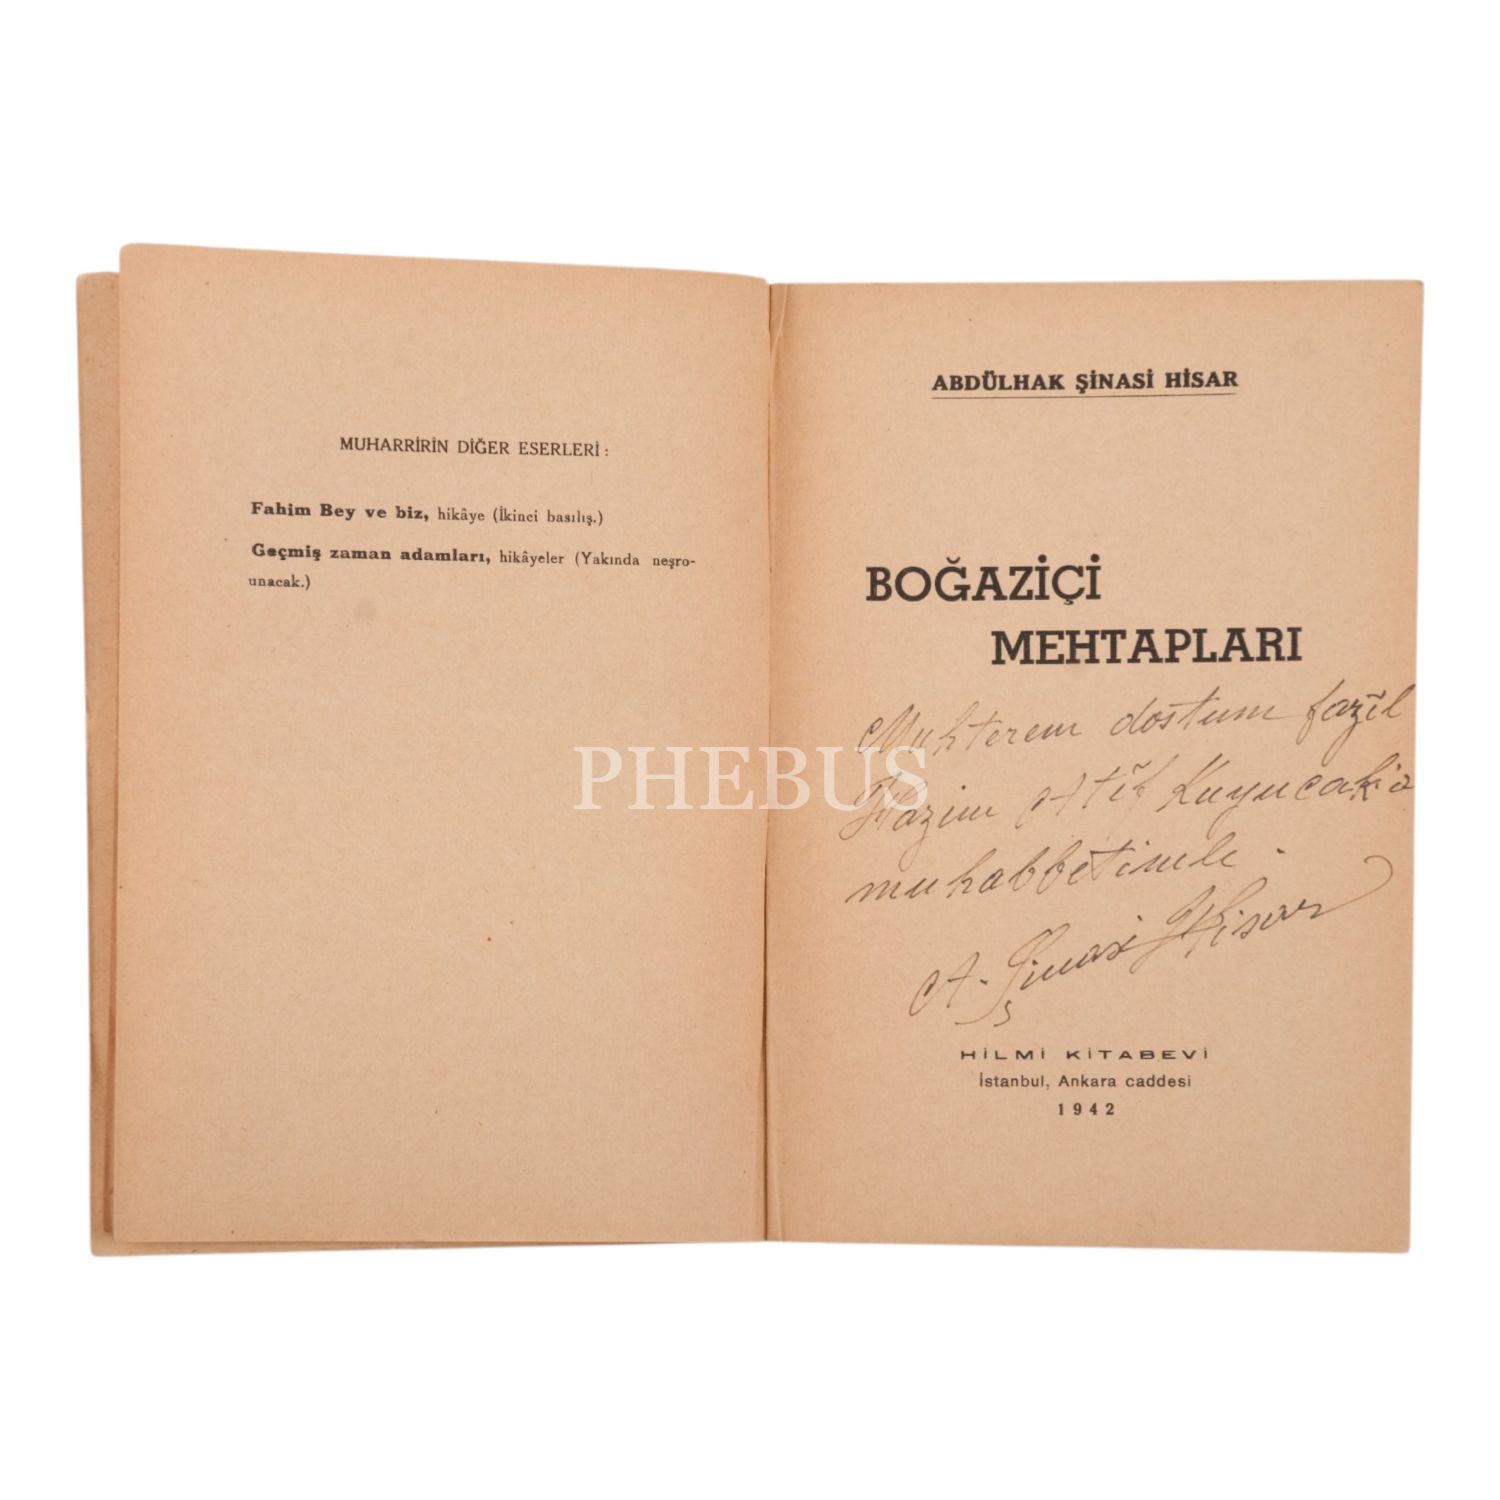 MUHARRİRİN DİĞER ESERLERİ :
Fahim Bey ve biz, hikâye (İkinci basılış.)
Geçmiş zaman adamları, hikâyeler (Yakında neşro-
unacak.)
ABDÜLHAK ŞİNASİ HİSAR
BOĞAZİÇİ
MEHTAPLARI
Muhterem dostum fazıl
Hazim Atıf Kuyucak'a
muhabbetimle.
A. Şinasi Hisar
HİLMİ KİTABEVİ
İstanbul, Ankara caddesi
1942
PHEBUS